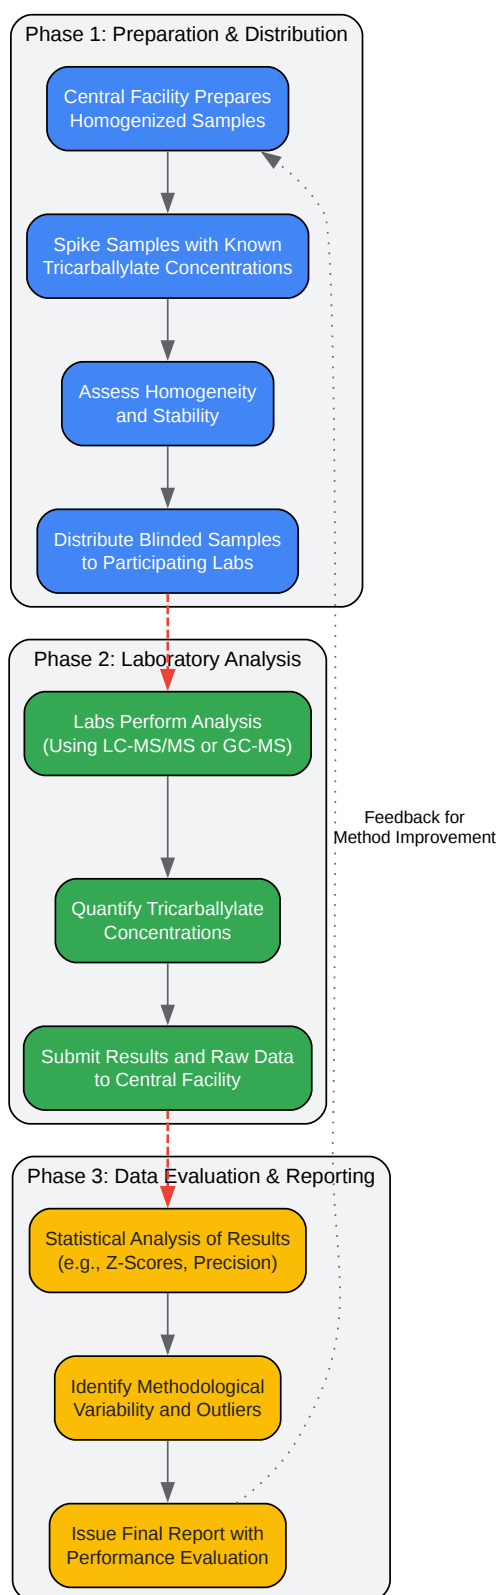 Phase 1: Preparation & Distribution
Central Facility Prepares
Homogenized Samples
Spike Samples with Known
Tricarballylate Concentrations
Assess Homogeneity
and Stability
Distribute Blinded Samples
to Participating Labs
Phase 2: Laboratory Analysis
Labs Perform Analysis
(Using LC-MS/MS or GC-MS)
Feedback for
Method Improvement
Quantify Tricarballylate
Concentrations
Submit Results and Raw Data
to Central Facility
Phase 3: Data Evaluation & Reporting
Statistical Analysis of Results
(e.g., Z-Scores, Precision)
Identify Methodological
Variability and Outliers
Issue Final Report with
Performance Evaluation